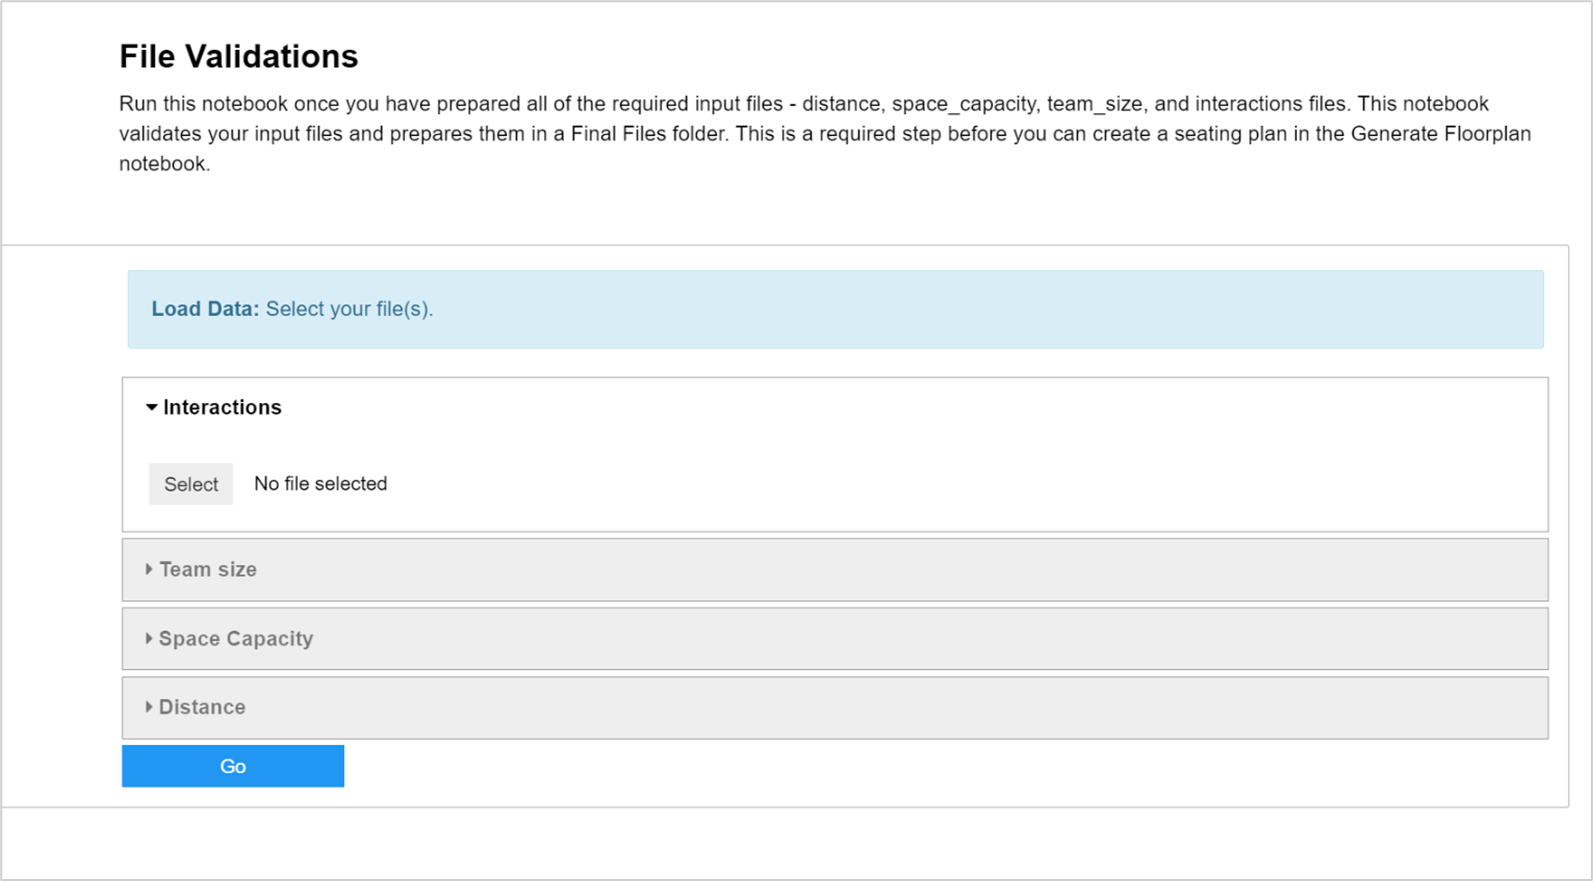 File Validations
Run this notebook once you have prepared all of the required input files - distance, space_capacity, team_size, and interactions files. This notebook
validates your input files and prepares them in a Final Files folder. This is a required step before you can create a seating plan in the Generate Floorplan
notebook.
Load Data: Select your file(s).
Interactions
Select No file selected
Team size
Space Capacity
Distance
Go